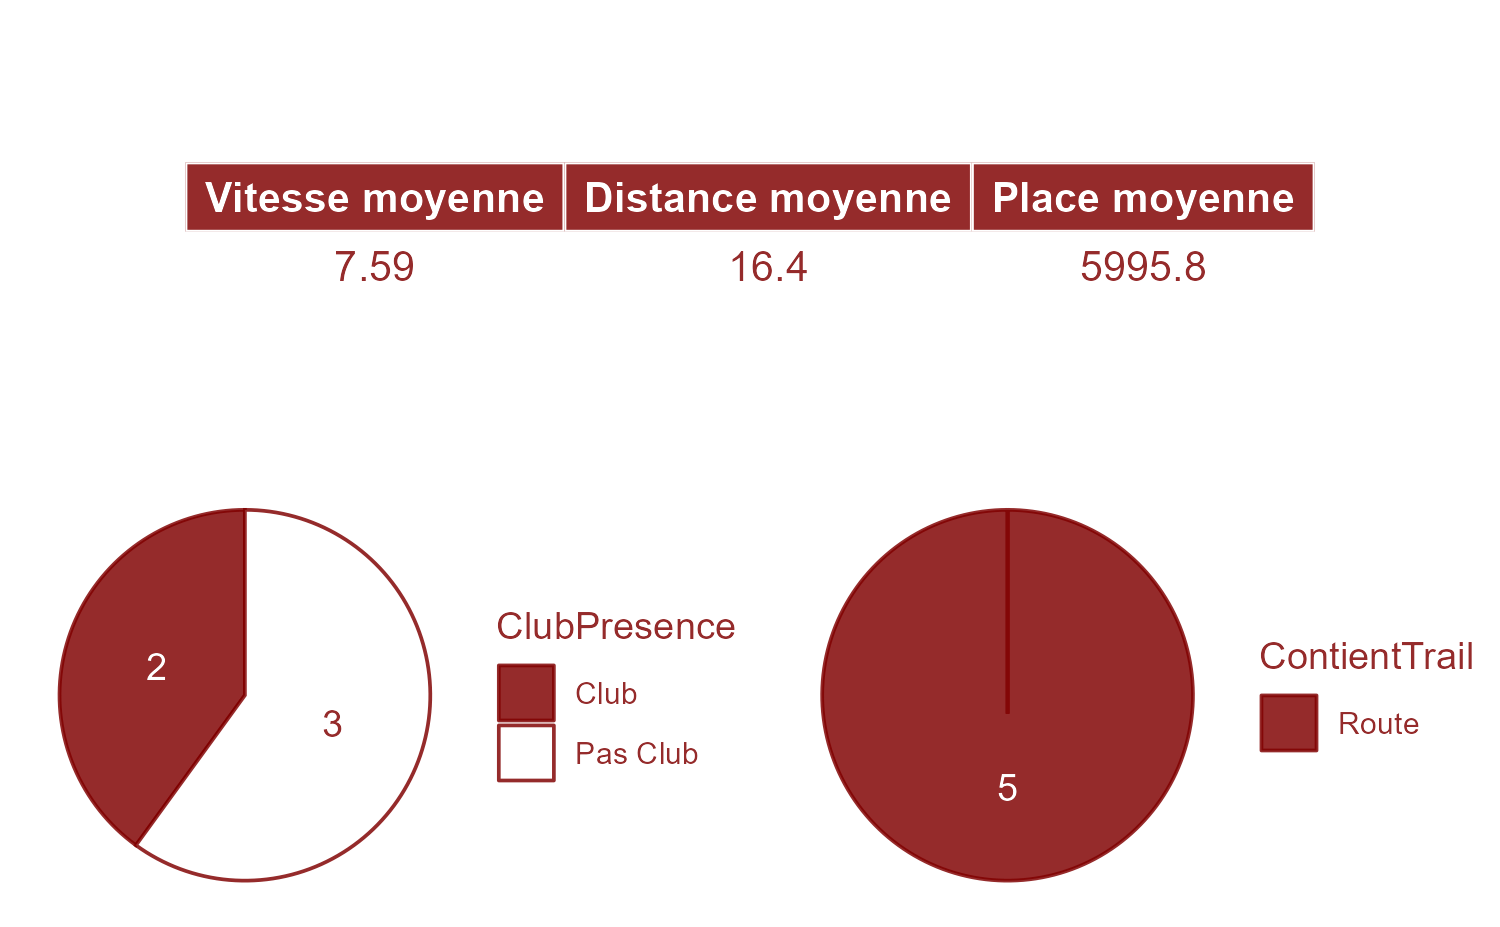 Vitesse moyenne Distance moyenne Place moyenne
7.59 16.4 5995.8
2
3
ClubPresence
Club
Pas Club
5
ContientTrail
Route